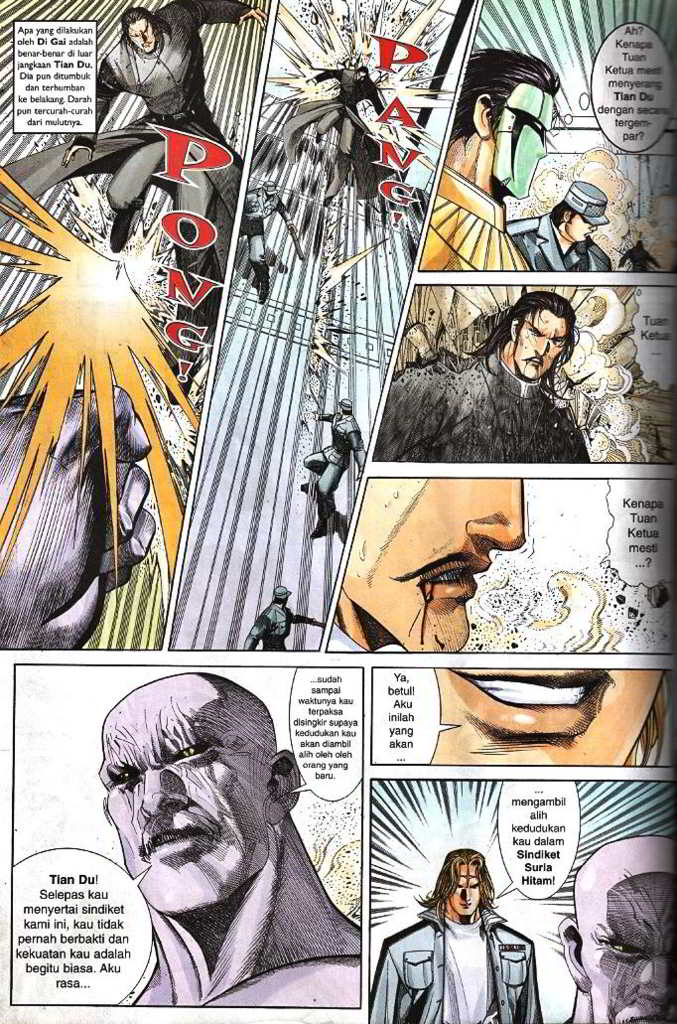 Apa yang dilakukan
oleh Di Gai adalah
benar-benar di luar
jangkaan Tian Du.
Dia pun ditumbuk
dan terhumban
ke belakang. Darah
pun tercurah-curah
dari mulutnya.
PONG!
PANG!
Ah?
Kenapa
Tuan
Ketua mesti
menyerang
Tian Du
dengan secara
tergem-
par?
Tuan
Ketua
...
Kenapa
Tuan
Ketua
mesti
...?
Tian Du!
Selepas kau
menyertai sindiket
kami ini, kau tidak
pernah berbakti dan
kekuatan kau adalah
begitu biasa. Aku
rasa...
...sudah
sampai
waktunya kau
terpaksa
disingkir supaya
kedudukan kau
akan diambil
alih oleh oleh
orang yang
baru.
Ya,
betul!
Aku
inilah
yang
akan
...
...
mengambil
alih
kedudukan
kau dalam
Sindiket
Suria
Hitam!